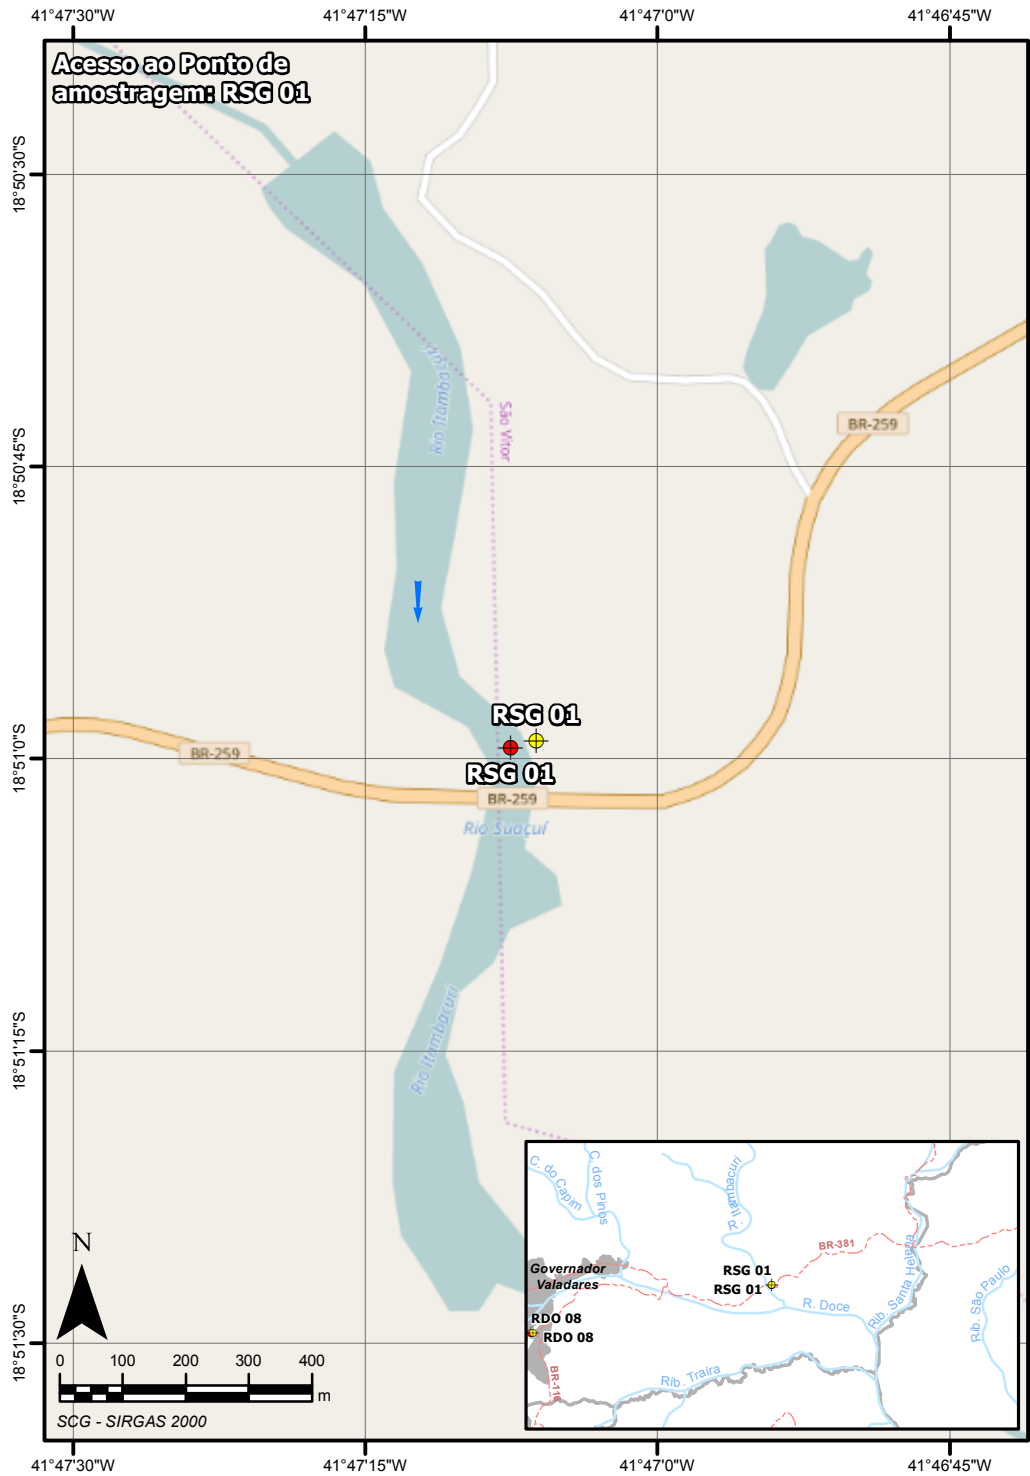 41°47'30"W
41°47'15"W
41°47'0"W
41°46'45"W
Acesso ao Ponto de
amostragem: RSG 01
18°50'30"S
18°50'45"S
18°51'0"S
18°51'15"S
18°51'30"S
São Vitor
BR-259
RSG 01
BR-259
RSG 01
BR-259
Rio Suaçuí
Rio Itambacuri
N
0 100 200 300 400
m
SCG - SIRGAS 2000
C. do Capim
C. dos Pinos
R. Itambacuri
BR-381
Governador
Valadares
RSG 01
RSG 01
R. Doce
Rib. Santa Helena
Rib. São Paulo
RDO 08
RDO 08
Rib. Traíra
BR-116
41°47'30"W
41°47'15"W
41°47'0"W
41°46'45"W